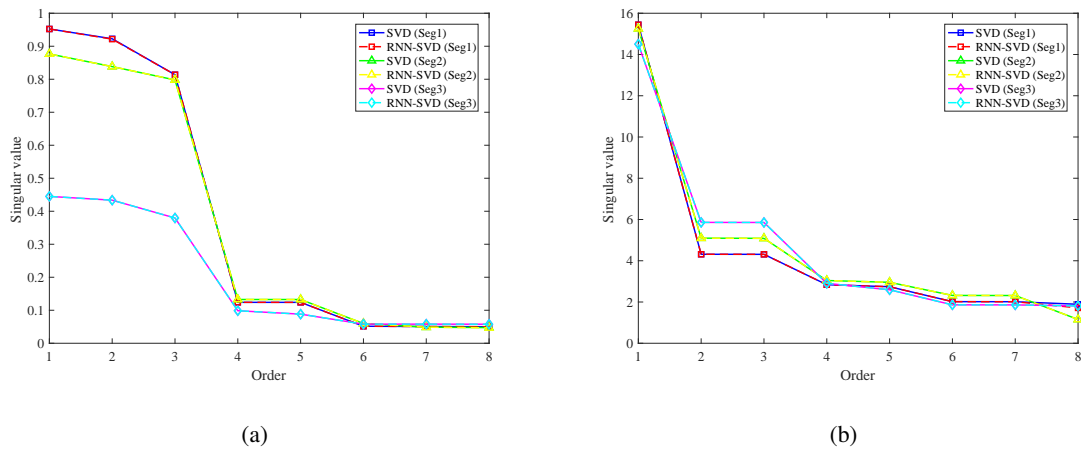 1
0.9
0.8
0.7
0.6
0.5
0.4
0.3
0.2
0.1
0
Singular value
1 2 3 4 5 6 7 8
Order
SVD (Seg1)
RNN-SVD (Seg1)
SVD (Seg2)
RNN-SVD (Seg2)
SVD (Seg3)
RNN-SVD (Seg3)
(a)
16
14
12
10
8
6
4
2
0
Singular value
1 2 3 4 5 6 7 8
Order
SVD (Seg1)
RNN-SVD (Seg1)
SVD (Seg2)
RNN-SVD (Seg2)
SVD (Seg3)
RNN-SVD (Seg3)
(b)